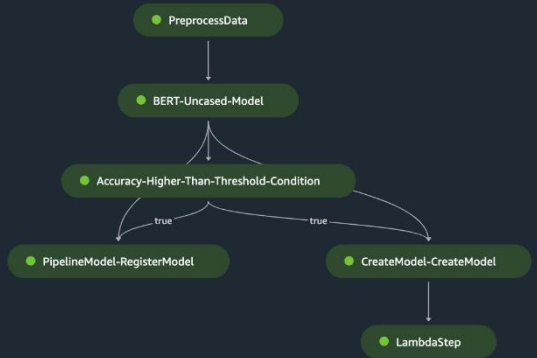 PreprocessData
BERT-Uncased-Model
Accuracy-Higher-Than-Threshold-Condition
true
true
PipelineModel-RegisterModel
CreateModel-CreateModel
LambdaStep